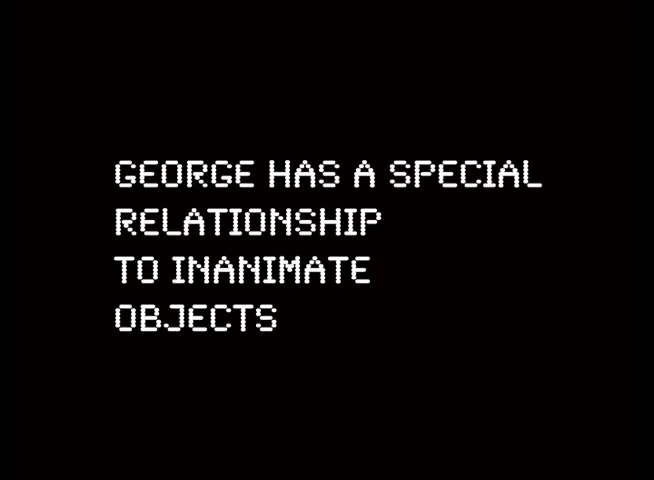 GEORGE HAS A SPECIAL
RELATIONSHIP
TO INANIMATE
OBJECTS